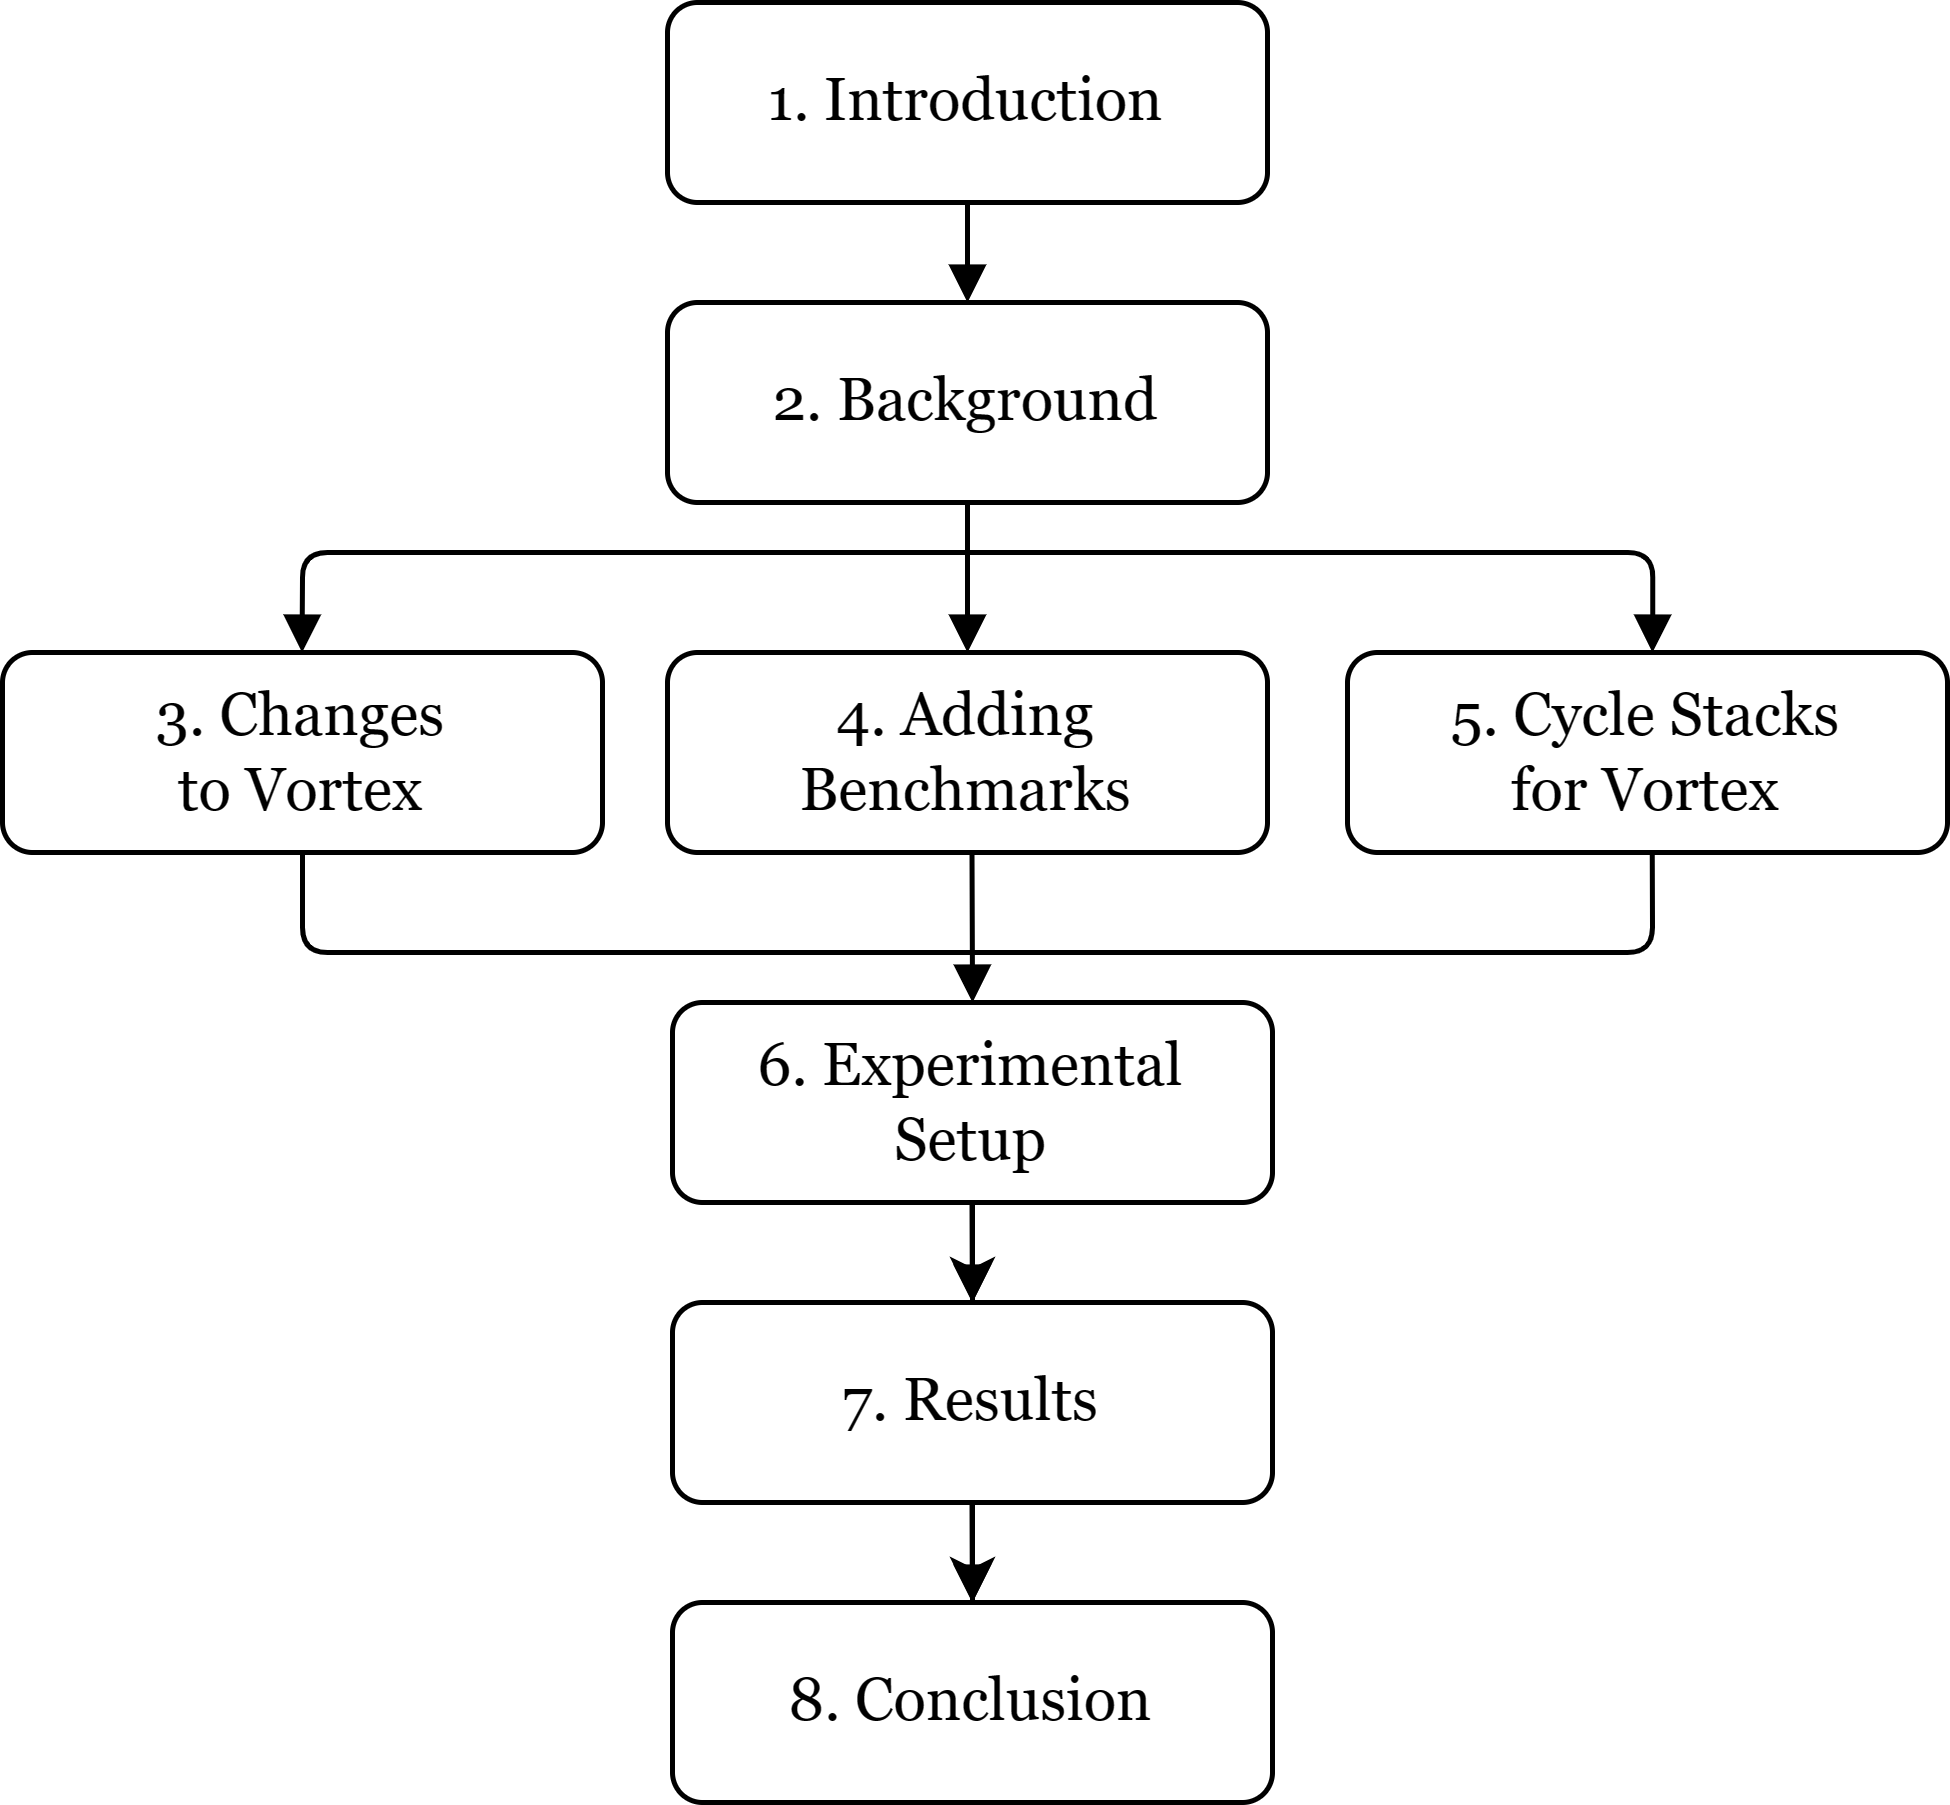 1. Introduction
2. Background
3. Changes
to Vortex
4. Adding
Benchmarks
5. Cycle Stacks
for Vortex
6. Experimental
Setup
7. Results
8. Conclusion